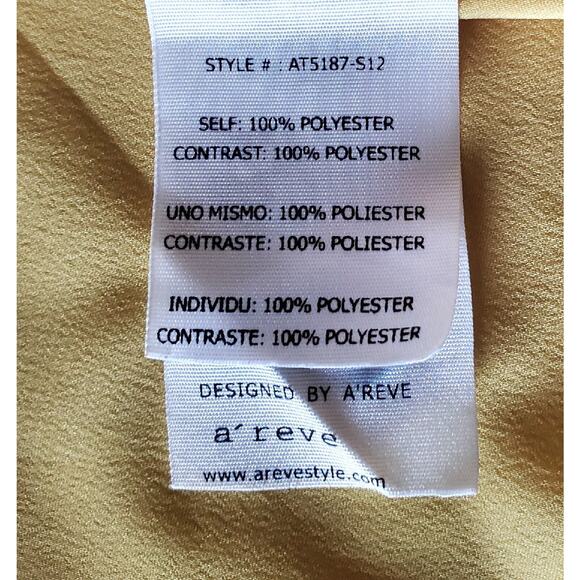 STYLE # : AT5187-S12
SELF: 100% POLYESTER
CONTRAST: 100% POLYESTER
UNO MISMO: 100% POLIESTER
CONTRASTE: 100% POLIESTER
INDIVIDU: 100% POLYESTER
CONTRASTE: 100% POLYESTER
DESIGNED BY A'REVE
a´reve
www.arevestyle.com